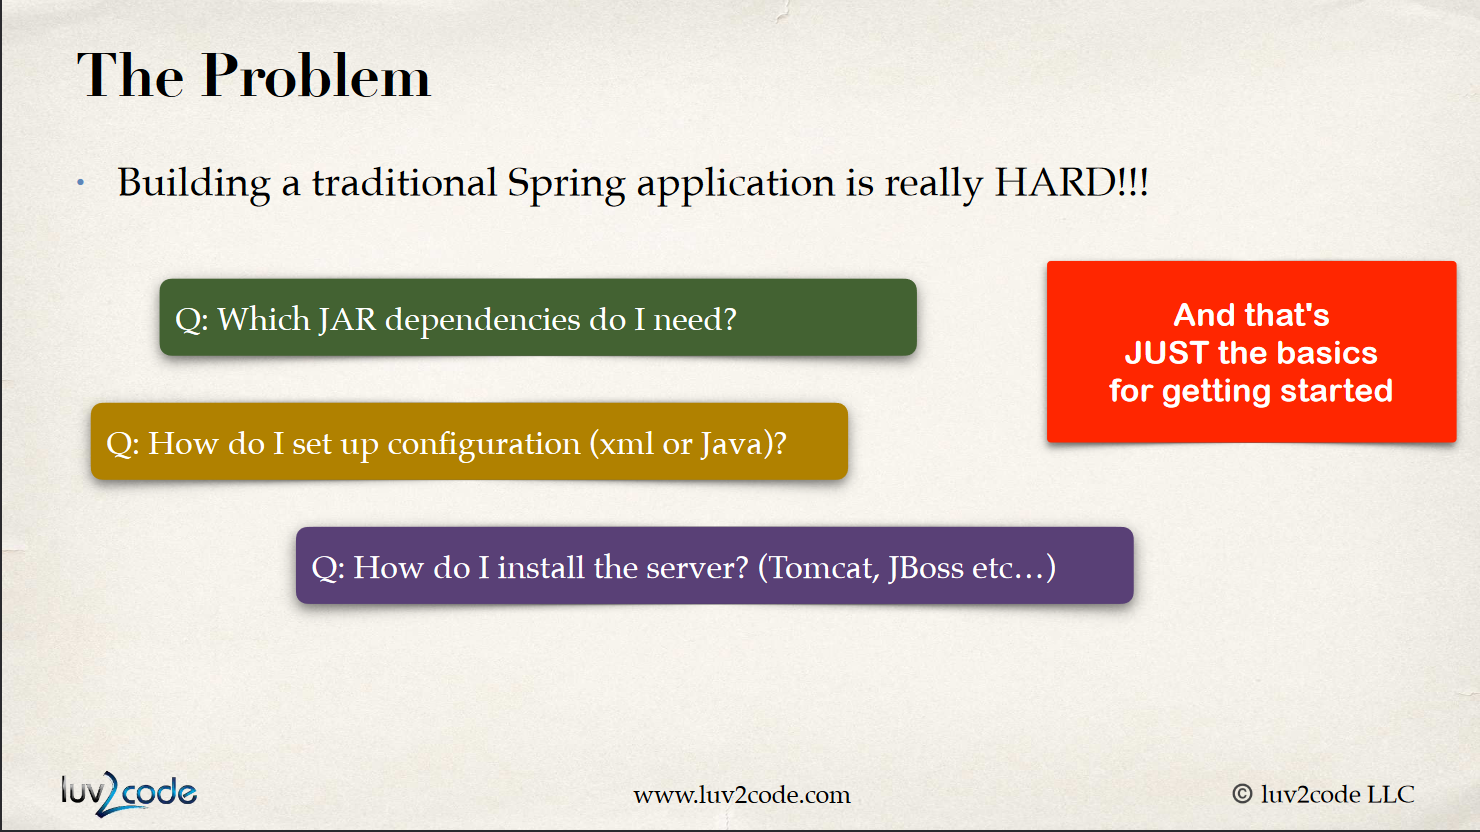 The Problem
• Building a traditional Spring application is really HARD!!!
Q: Which JAR dependencies do I need?
And that's
JUST the basics
for getting started
Q: How do I set up configuration (xml or Java)?
Q: How do I install the server? (Tomcat, JBoss etc…)
luv2code
www.luv2code.com
© luv2code LLC